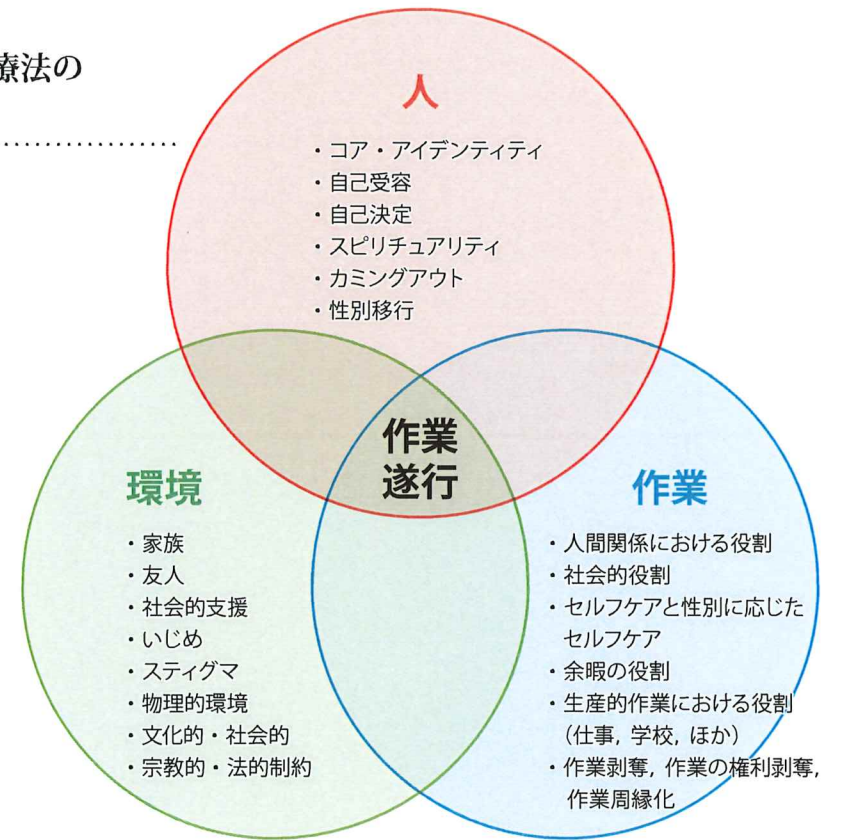 療法の
人
・コア・アイデンティティ
・自己受容
・自己決定
・スピリチュアリティ
・カミングアウト
・性別移行
作業
遂行
環境
・家族
・友人
・社会的支援
・いじめ
・スティグマ
・物理的環境
・文化的・社会的
・宗教的・法的制約
作業
・人間関係における役割
・社会的役割
・セルフケアと性別に応じた
セルフケア
・余暇の役割
・生産的作業における役割
（仕事, 学校, ほか）
・作業剥奪, 作業の権利剥奪,
作業周縁化